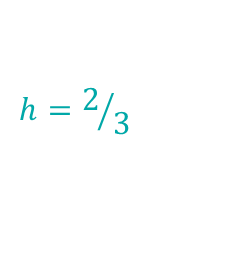 h = 2/3